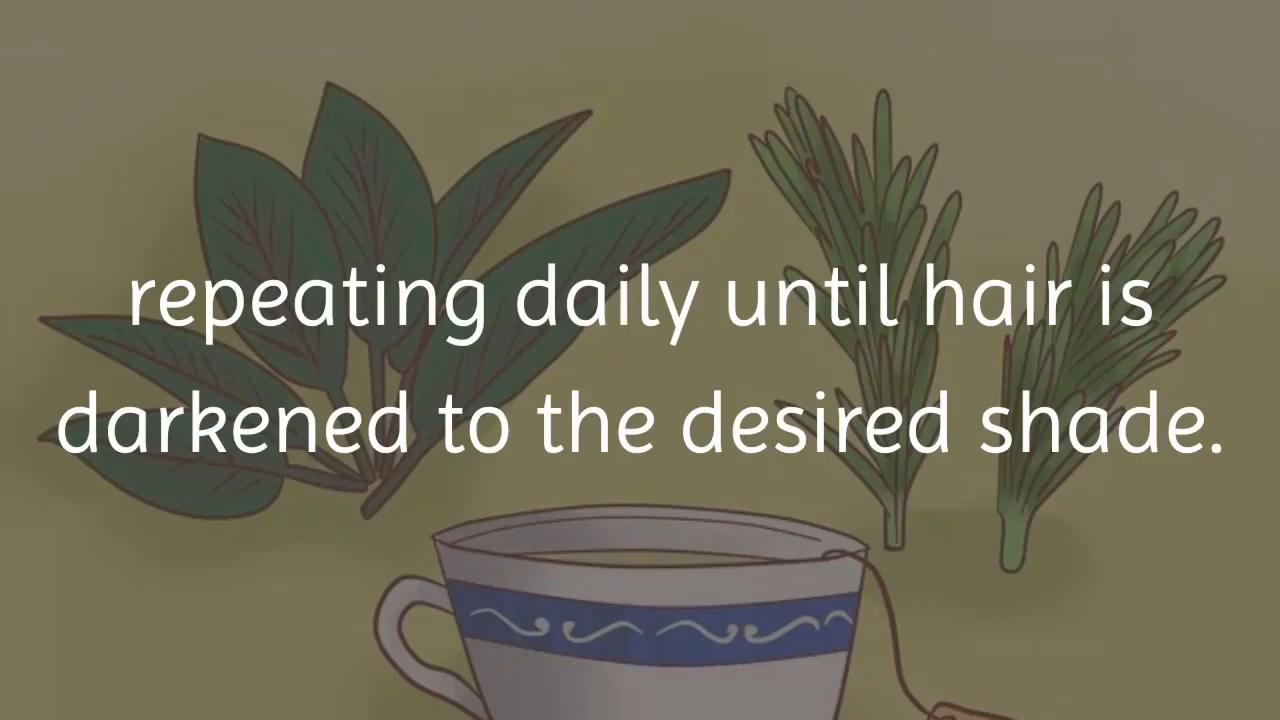 repeating daily until hair is
darkened to the desired shade.